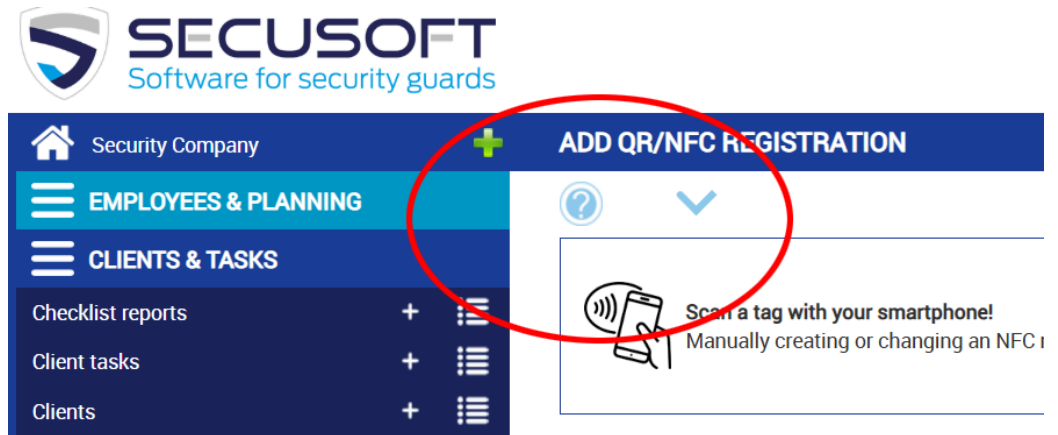 SECUSOFT
Software for security guards
Security Company
EMPLOYEES & PLANNING
CLIENTS & TASKS
Checklist reports
Client tasks
Clients
ADD QR/NFC REGISTRATION
?
Scan a tag with your smartphone!
Manually creating or changing an NFC